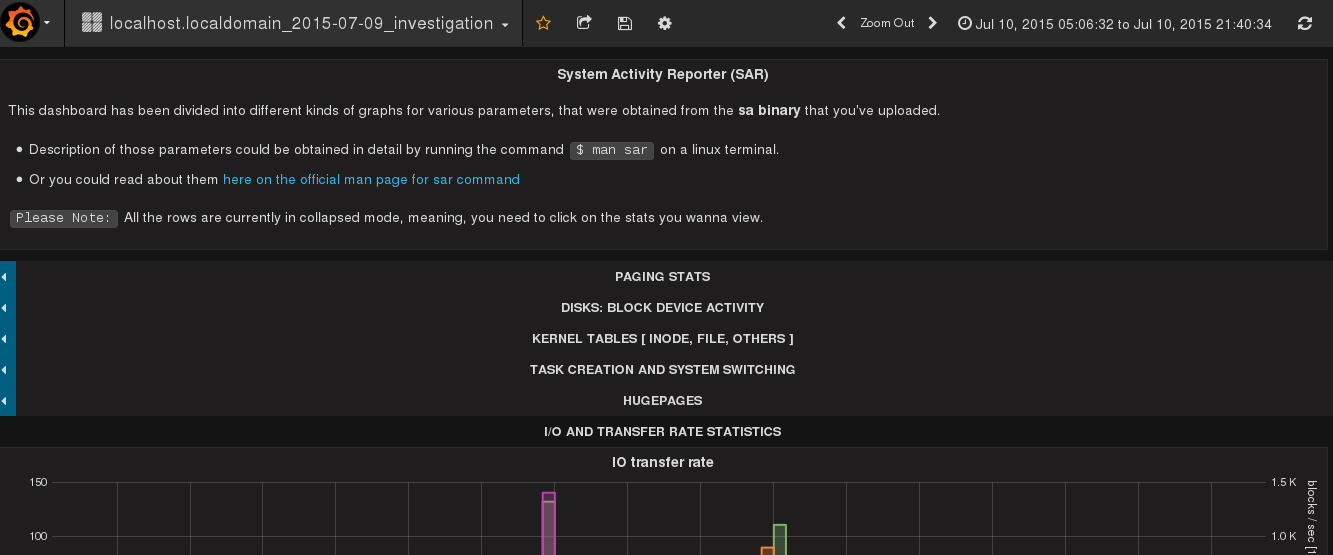 localhost.localdomain_2015-07-09_investigation
Zoom Out
Jul 10, 2015 05:06:32 to Jul 10, 2015 21:40:34
System Activity Reporter (SAR)
This dashboard has been divided into different kinds of graphs for various parameters, that were obtained from the sa binary that you've uploaded.
Description of those parameters could be obtained in detail by running the command $ man sar on a linux terminal.
Or you could read about them here on the official man page for sar command
Please Note: All the rows are currently in collapsed mode, meaning, you need to click on the stats you wanna view.
PAGING STATS
DISKS: BLOCK DEVICE ACTIVITY
KERNEL TABLES [ INODE, FILE, OTHERS ]
TASK CREATION AND SYSTEM SWITCHING
HUGEPAGES
I/O AND TRANSFER RATE STATISTICS
IO transfer rate
150
1.5 K
100
1.0 K
blocks / sec [1